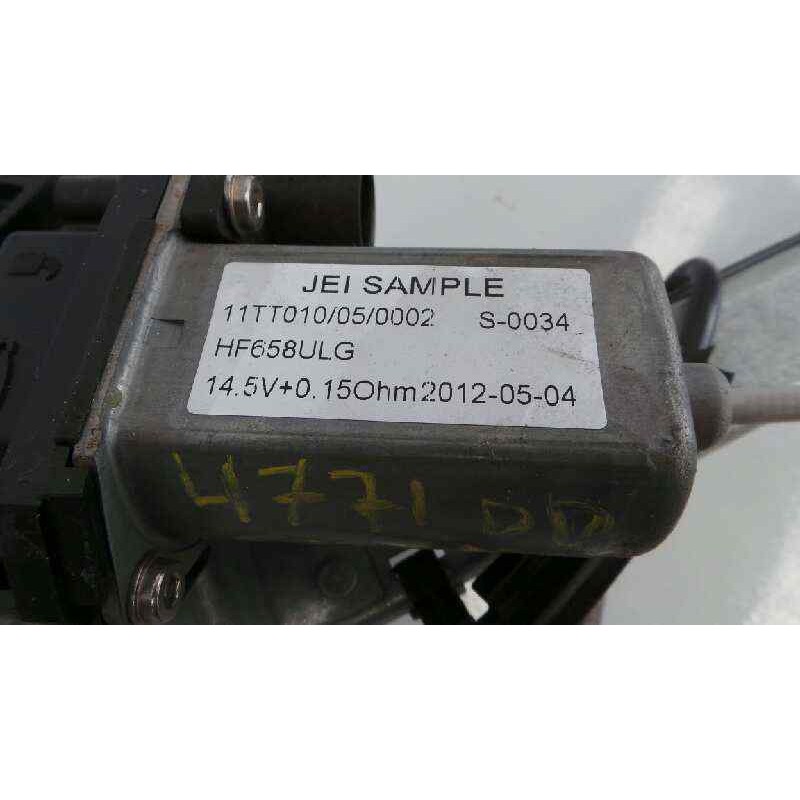 JEI SAMPLE
11TT010/05/0002 S-0034
HF658ULG
14.5V+0.15Ohm2012-05-04
4771 DD